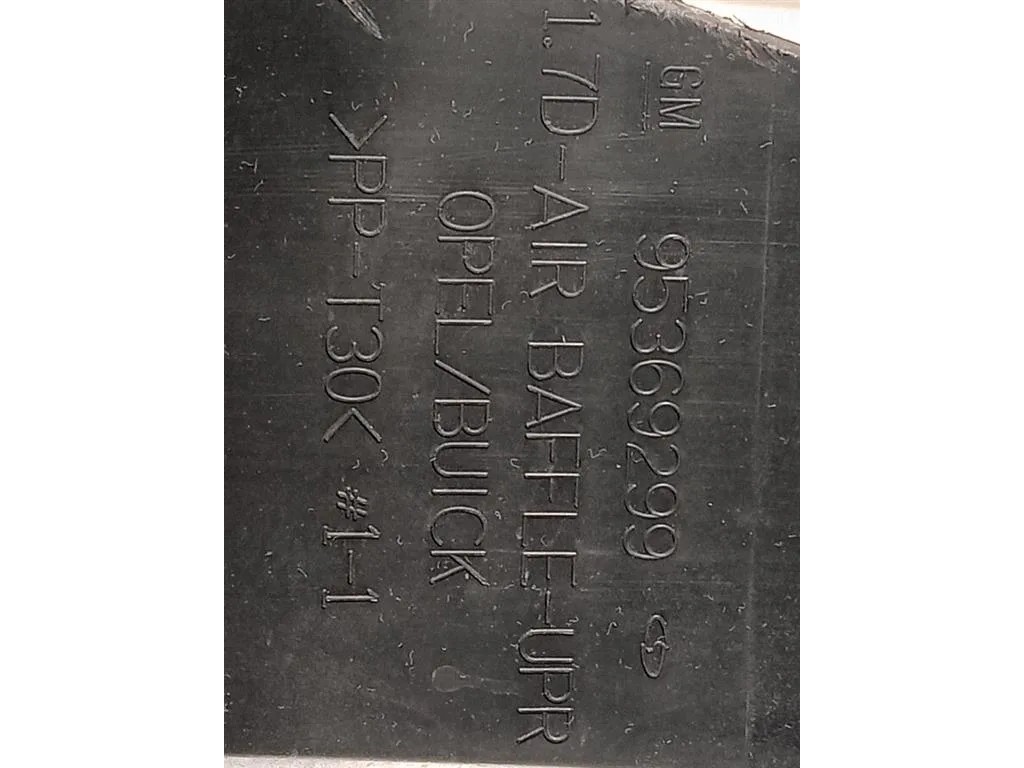 GM 95369299
1.7D-AIR BAFFLE-UPR
OPEL/BUICK
>PP-T30< #1-1